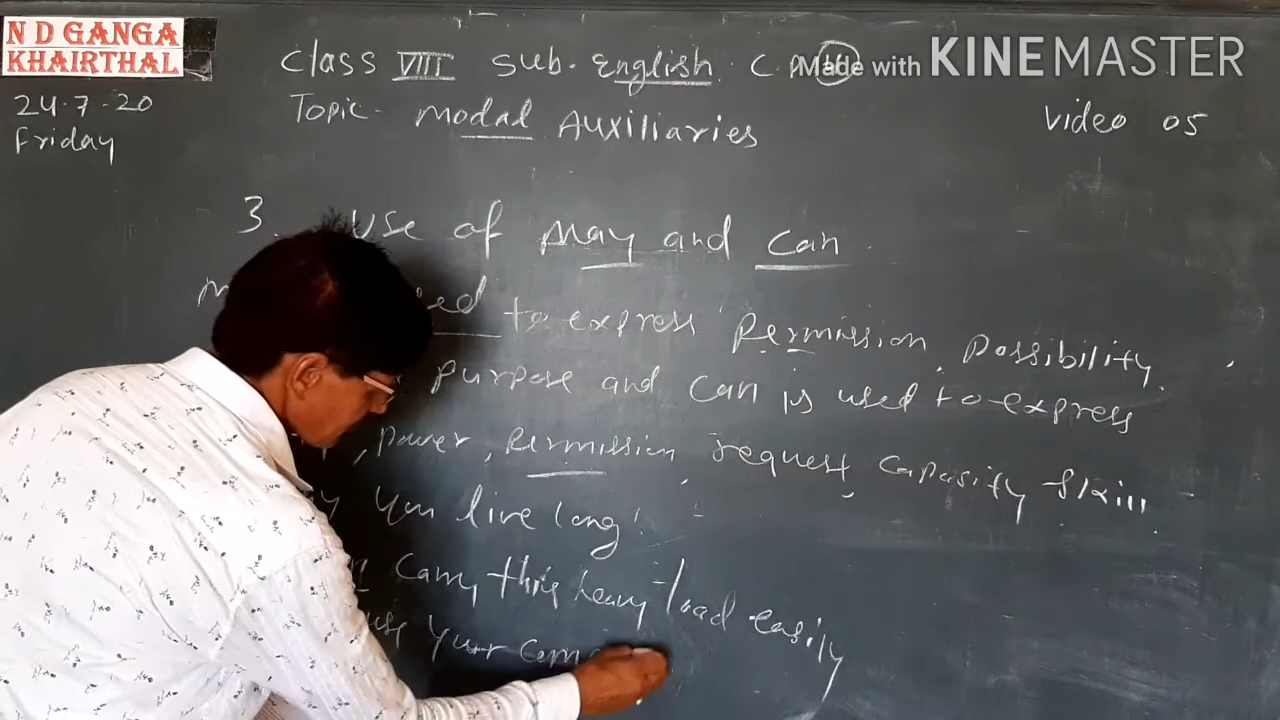 N D GANGA
KHAIRTHAL
24.7.20
Friday
Class VIII Sub. English C
Made with KINEMASTER
Topic- Modal Auxiliaries
Video 05
3. Use of May and Can
to express Permission, Possibility,
purpose and Can is used to express
, Power, Permission, request, Capasity Skill
you live long!
Carry this heavy load easily
use your